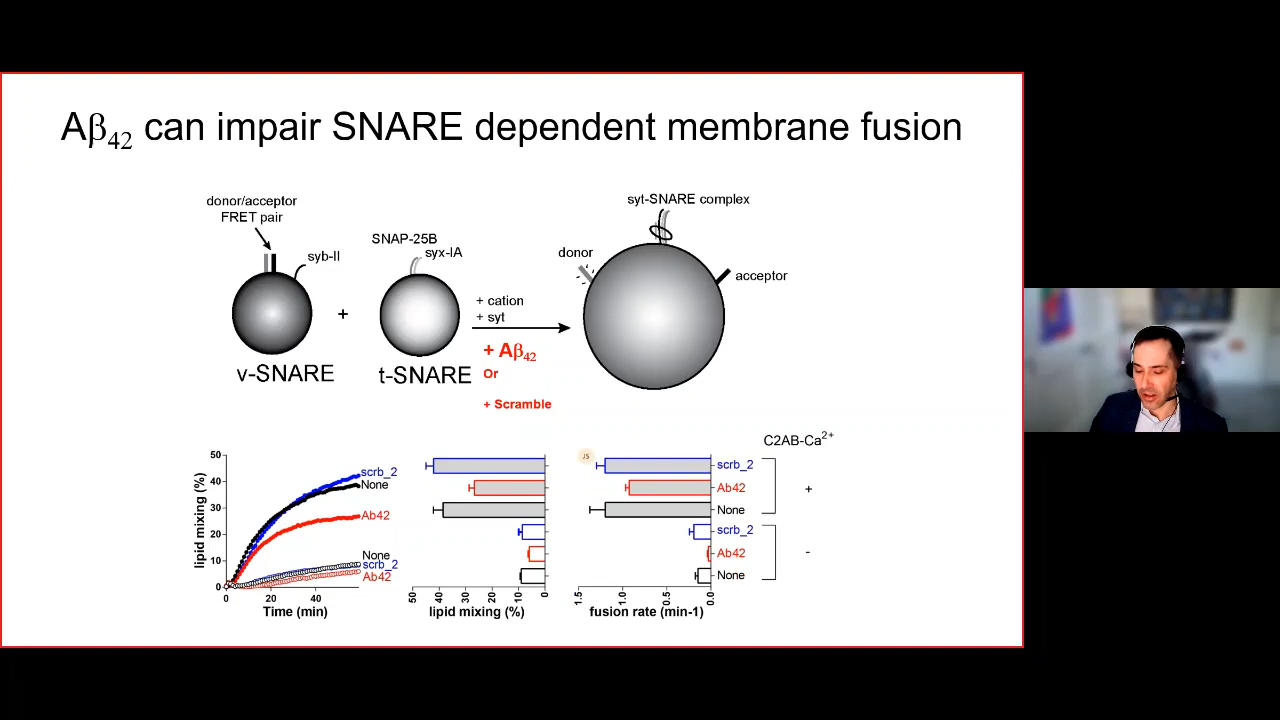 Aβ42 can impair SNARE dependent membrane fusion
donor/acceptor
FRET pair
syb-II
SNAP-25B
syx-IA
v-SNARE
+
t-SNARE
+ cation
+ syt
+ Aβ42
Or
+ Scramble
syt-SNARE complex
donor
acceptor
lipid mixing (%)
50
40
30
20
10
0
scrb_2
None
Ab42
None
scrb_2
Ab42
0
20
40
Time (min)
50
40
30
20
10
0
lipid mixing (%)
JS
C2AB-Ca2+
scrb_2
Ab42
None
scrb_2
Ab42
None
+
-
1.5
1.0
0.5
0.0
fusion rate (min-1)